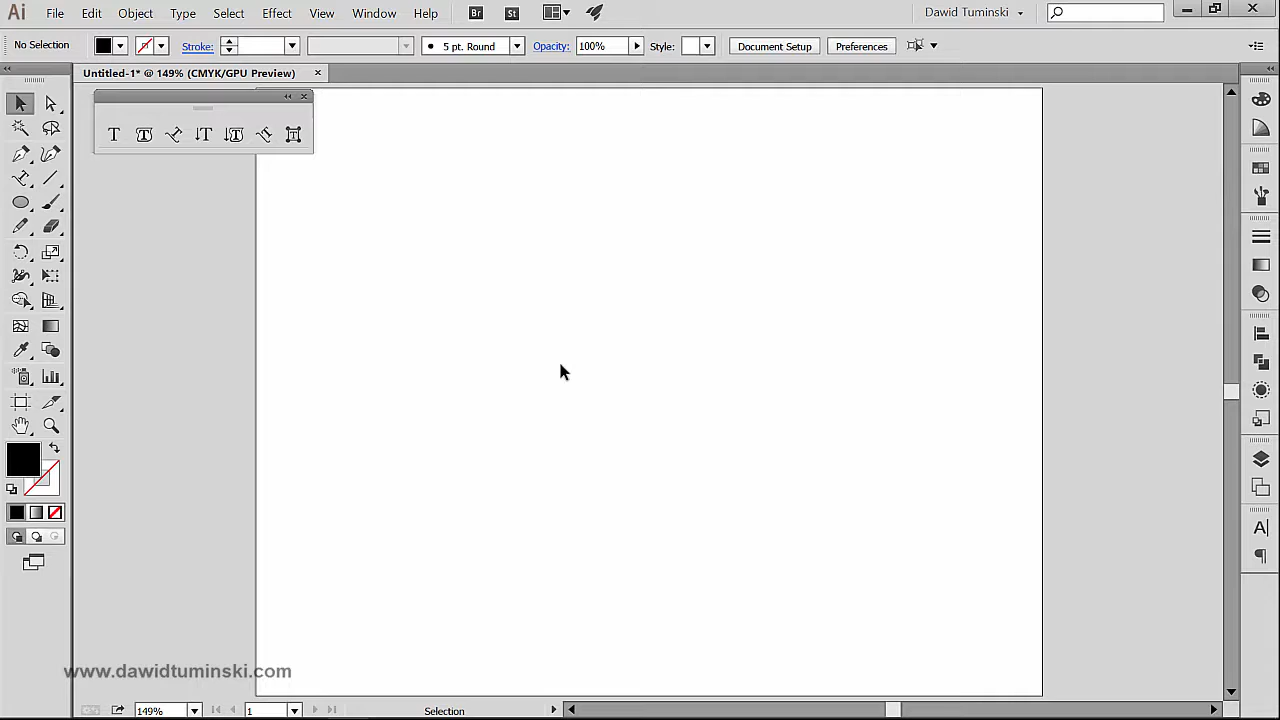 Ai File Edit Object Type Select Effect View Window Help Br St Dawid Tuminski
No Selection Stroke: 5 pt. Round Opacity: 100% Style: Document Setup Preferences
Untitled-1* @ 149% (CMYK/GPU Preview)
www.dawidtuminski.com
149% 1 Selection